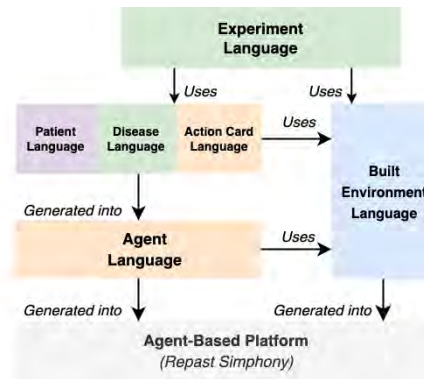 Experiment
Language
Uses
Uses
Patient
Language
Disease
Language
Action Card
Language
Uses
Built
Environment
Language
Generated into
Agent
Language
Uses
Generated into
Generated into
Agent-Based Platform
(Repast Simphony)